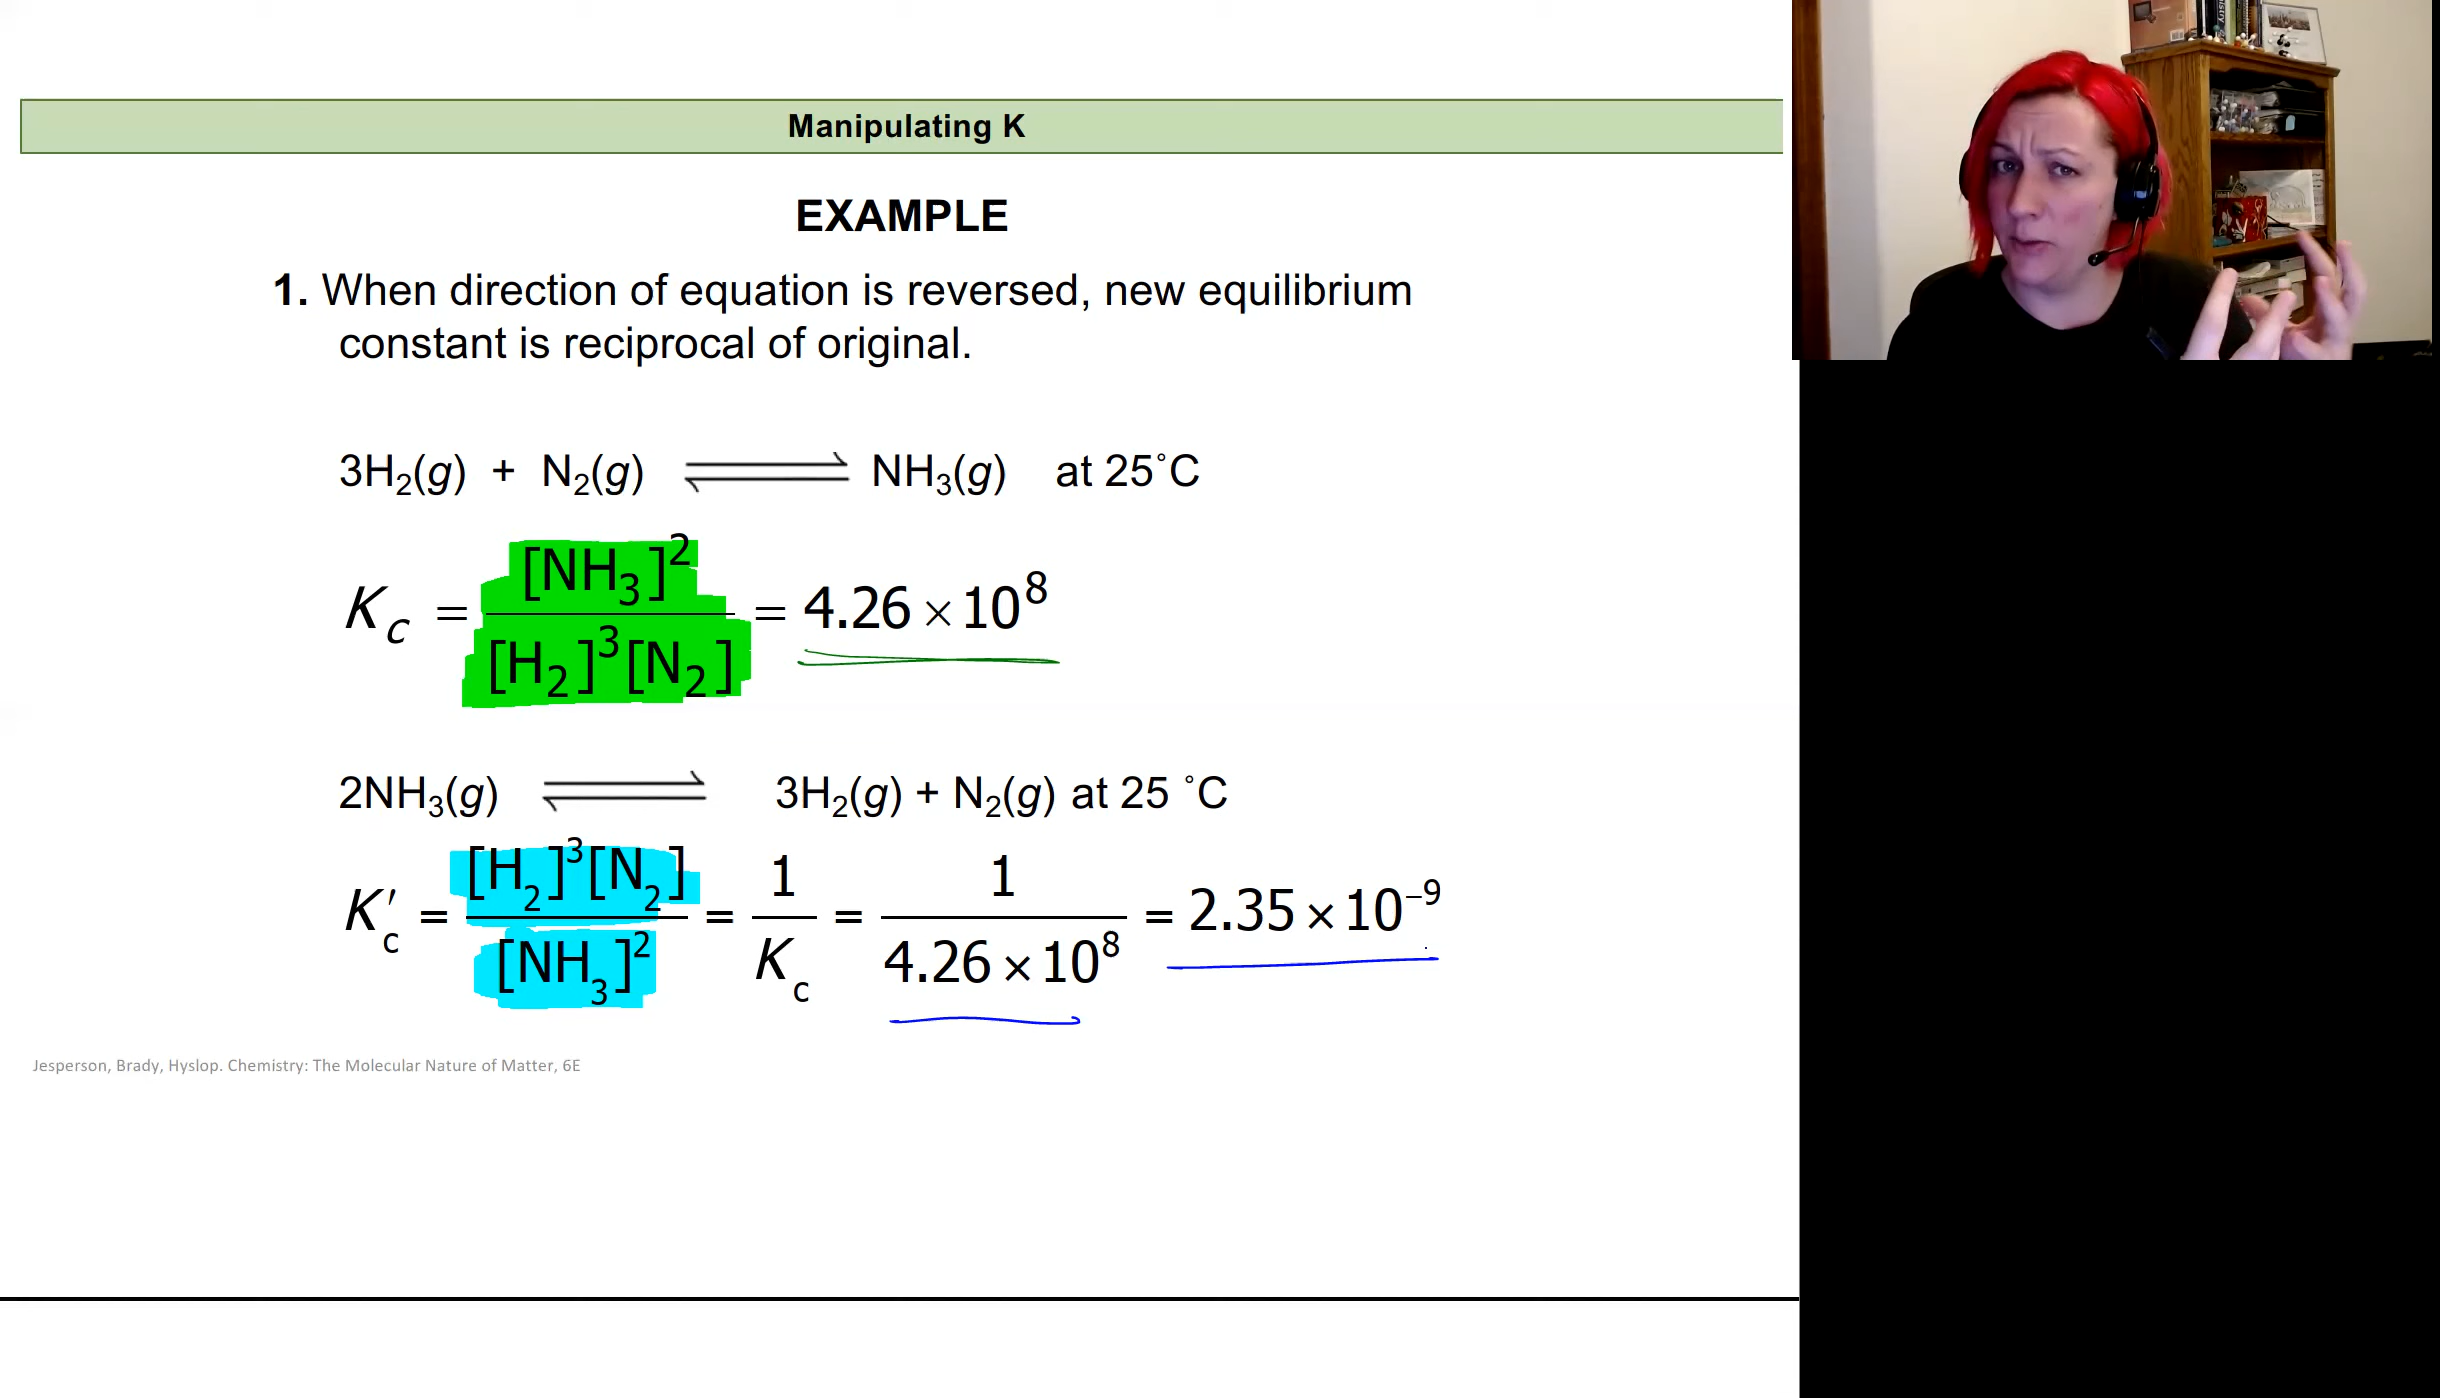 Manipulating K
EXAMPLE
1. When direction of equation is reversed, new equilibrium
constant is reciprocal of original.
3H₂(g) + N₂(g) ⇌ NH₃(g) at 25˚C
K_c = [NH₃]² / [H₂]³[N₂] = 4.26 × 10⁸
2NH₃(g) ⇌ 3H₂(g) + N₂(g) at 25 ˚C
K′_c = [H₂]³[N₂] / [NH₃]² = 1 / K_c = 1 / 4.26 × 10⁸ = 2.35 × 10⁻⁹
Jesperson, Brady, Hyslop. Chemistry: The Molecular Nature of Matter, 6E